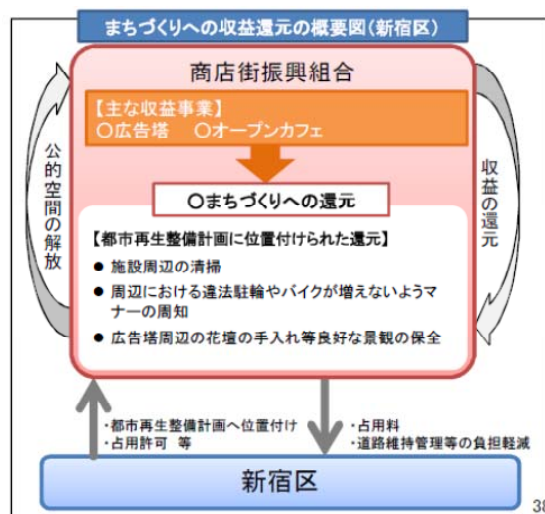 まちづくりへの収益還元の概要図(新宿区)
商店街振興組合
【主な収益事業】
○広告塔　○オープンカフェ
公的空間の解放
収益の還元
○まちづくりへの還元
【都市再生整備計画に位置付けられた還元】
● 施設周辺の清掃
● 周辺における違法駐輪やバイクが増えないようマ
ナーの周知
● 広告塔周辺の花壇の手入れ等良好な景観の保全
・都市再生整備計画へ位置付け
・占用許可 等
・占用料
・道路維持管理等の負担軽減
新宿区
38